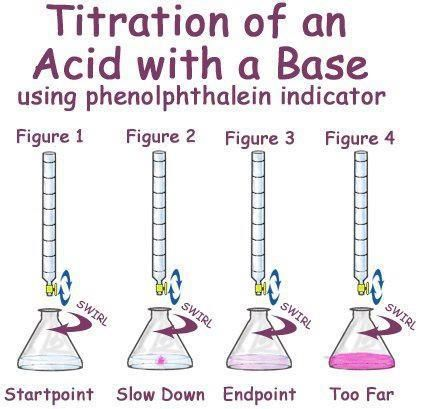 Titration of an
Acid with a Base
using phenolphthalein indicator
Figure 1 Figure 2 Figure 3 Figure 4
SWIRL SWIRL SWIRL SWIRL
Startpoint Slow Down Endpoint Too Far